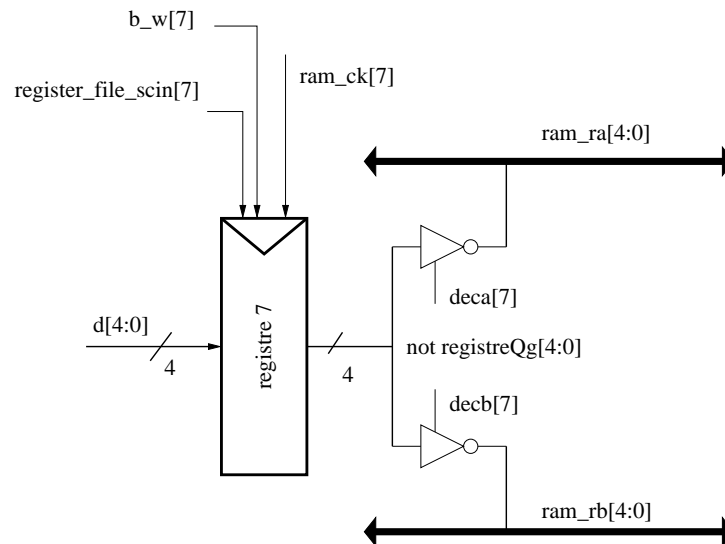 b_w[7]
ram_ck[7]
register_file_scin[7]
ram_ra[4:0]
deca[7]
d[4:0]
4
registre 7
4
not registreQg[4:0]
decb[7]
ram_rb[4:0]